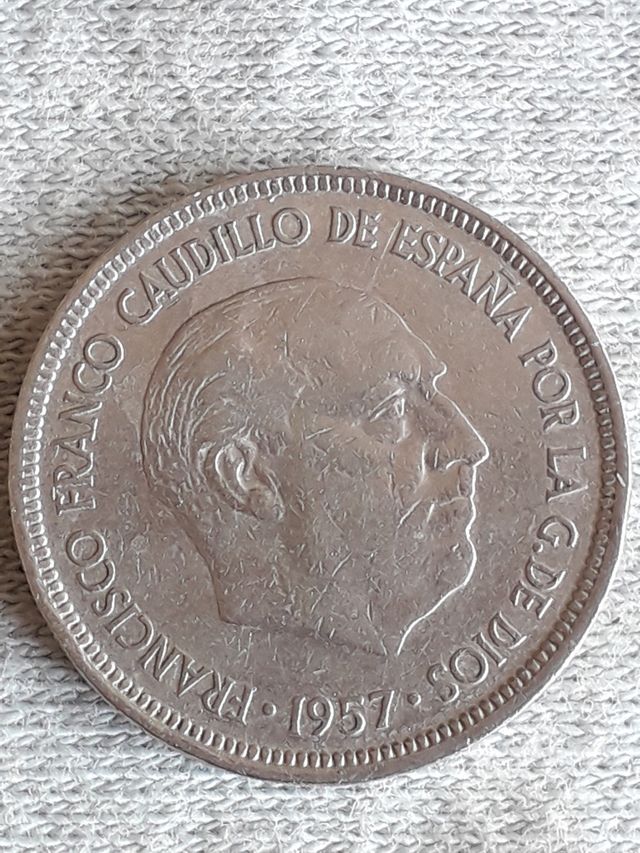 FRANCISCO FRANCO CAUDILLO DE ESPAÑA POR LA G. DE DIOS
· 1957 ·